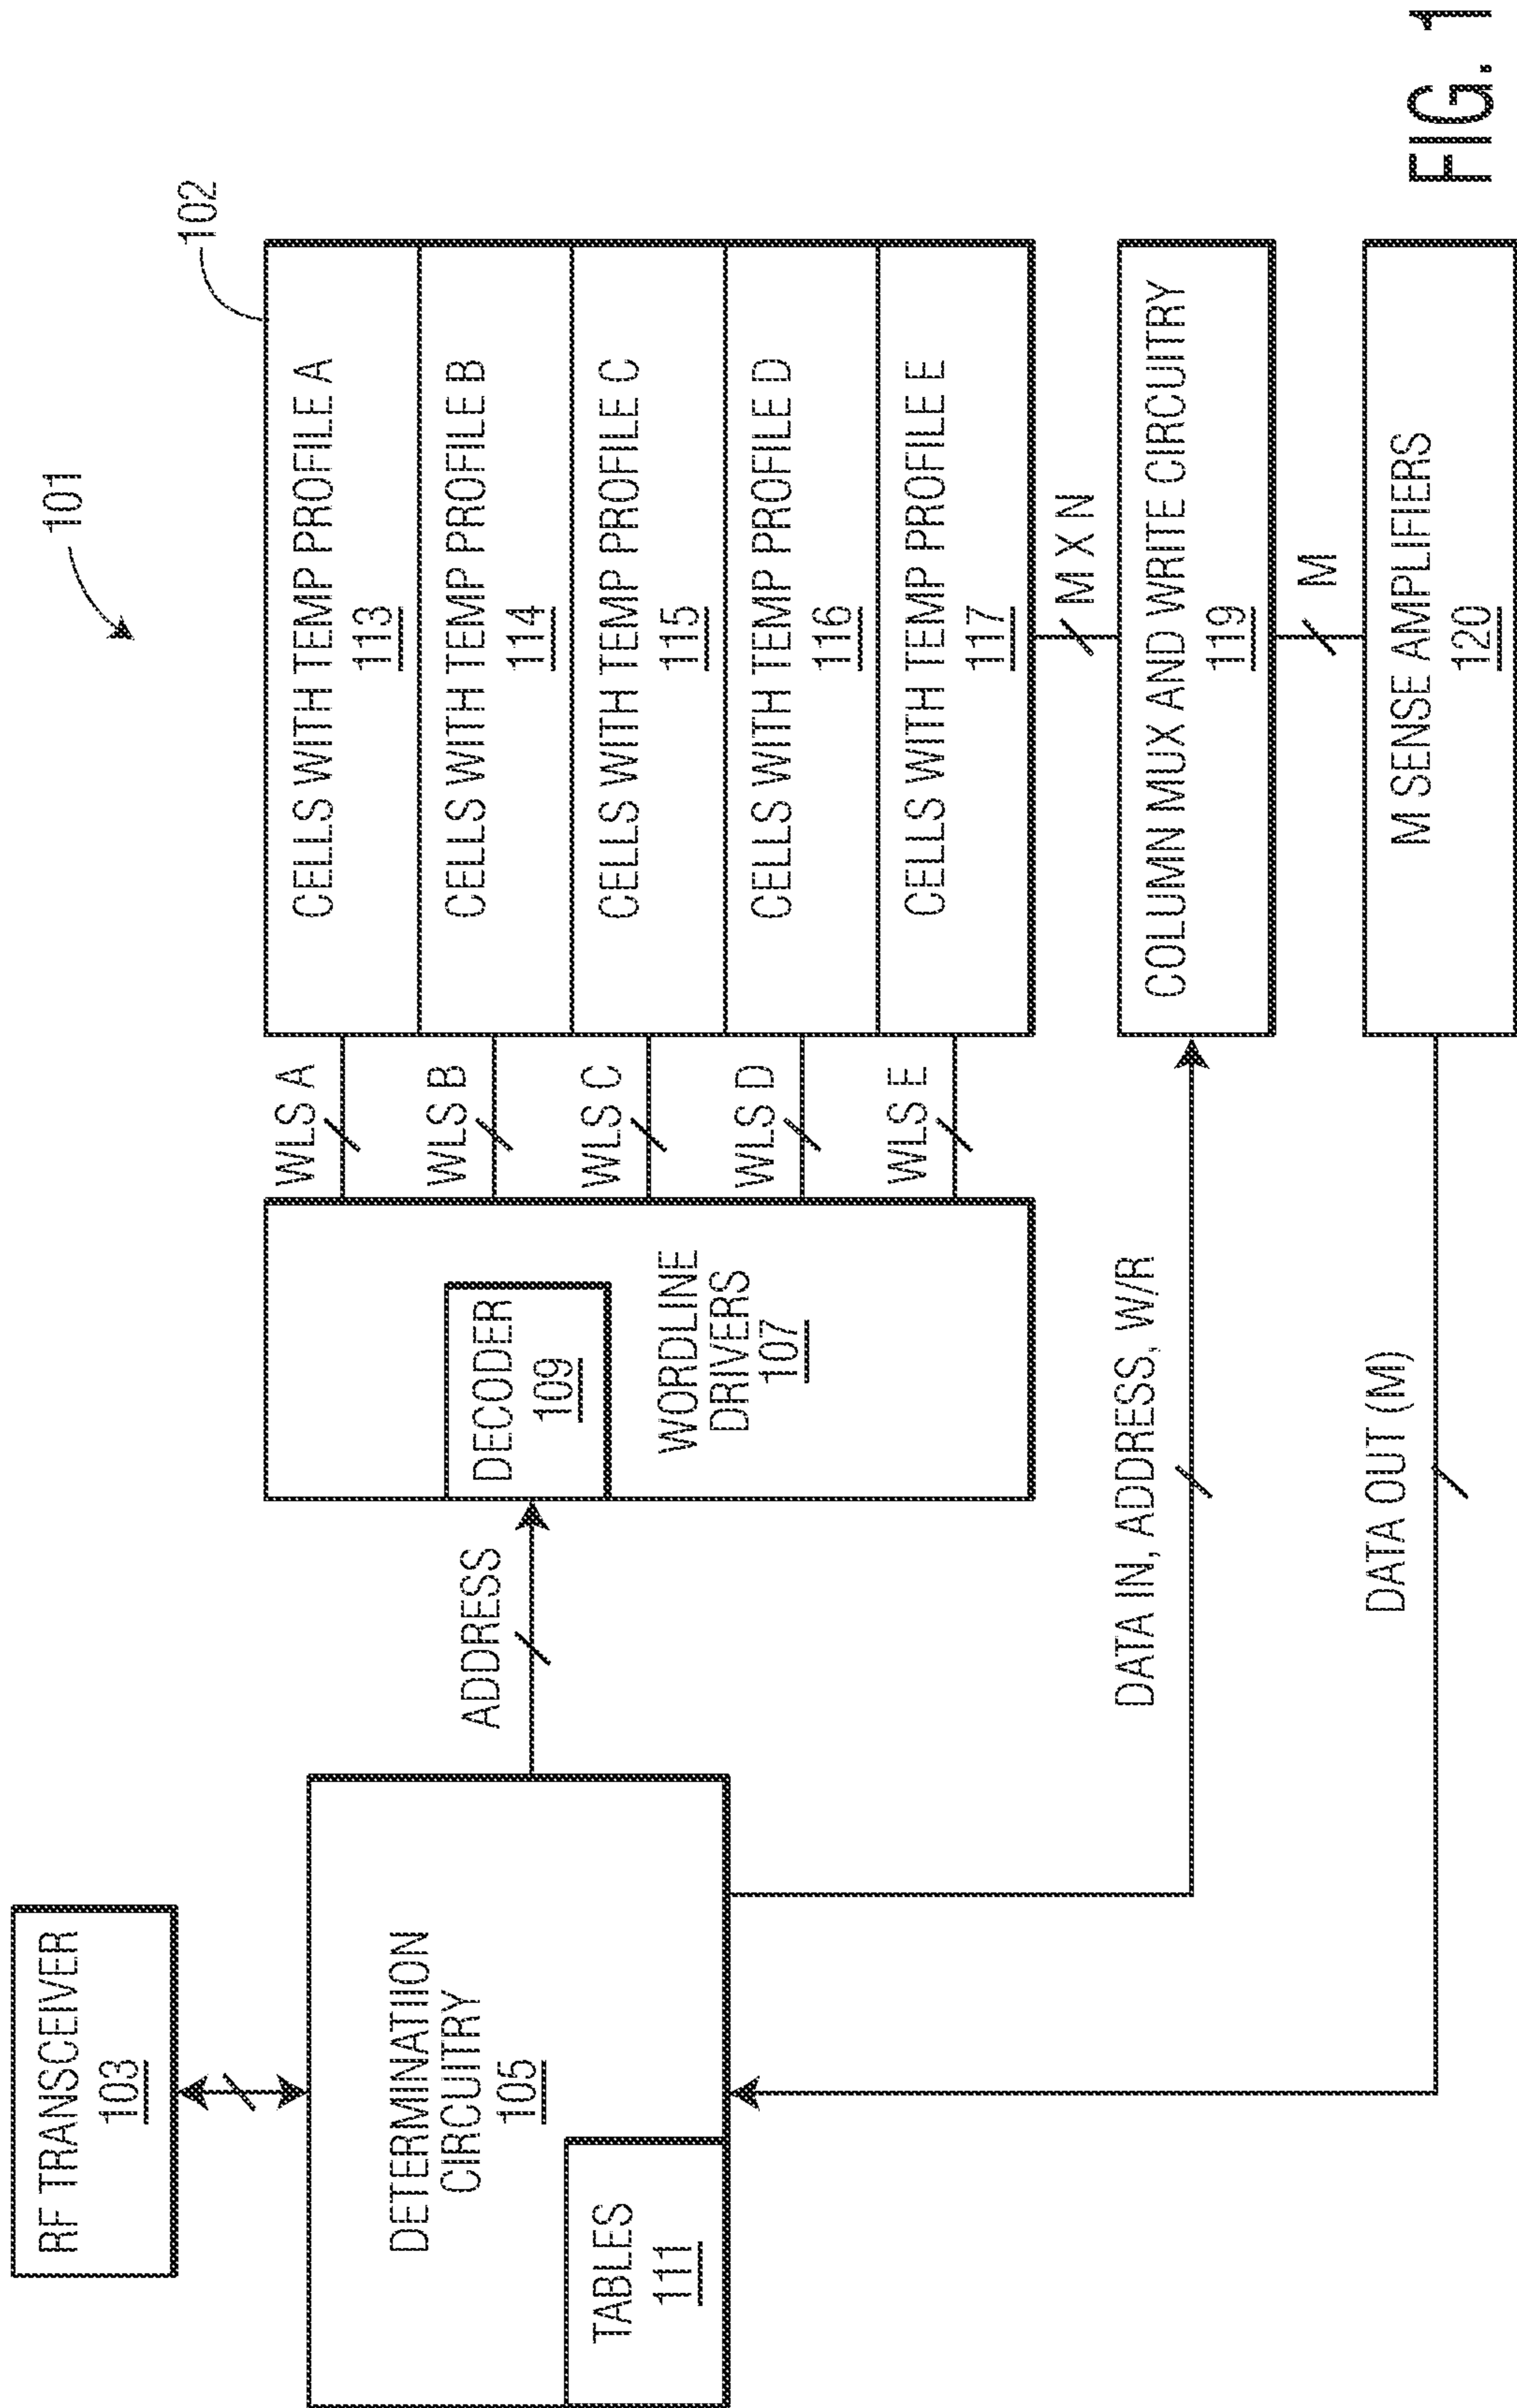 101
102
RF TRANSCEIVER
103
DETERMINATIION
CIRCUITRY
105
TABLES
111
ADDRESS
DECODER
109
WORDLINE
DRIVERS
107
WLS A
WLS B
WLS C
WLS D
WLS E
CELLS WITH TEMP PROFILE A
113
CELLS WITH TEMP PROFILE B
114
CELLS WITH TEMP PROFILE C
115
CELLS WITH TEMP PROFILE D
116
CELLS WITH TEMP PROFILE E
117
M X N
COLUMN MUX AND WRITE CIRCUITRY
119
M
M SENSE AMPLIFIERS
120
DATA IN, ADDRESS, W/R
DATA OUT (M)
FIG. 1